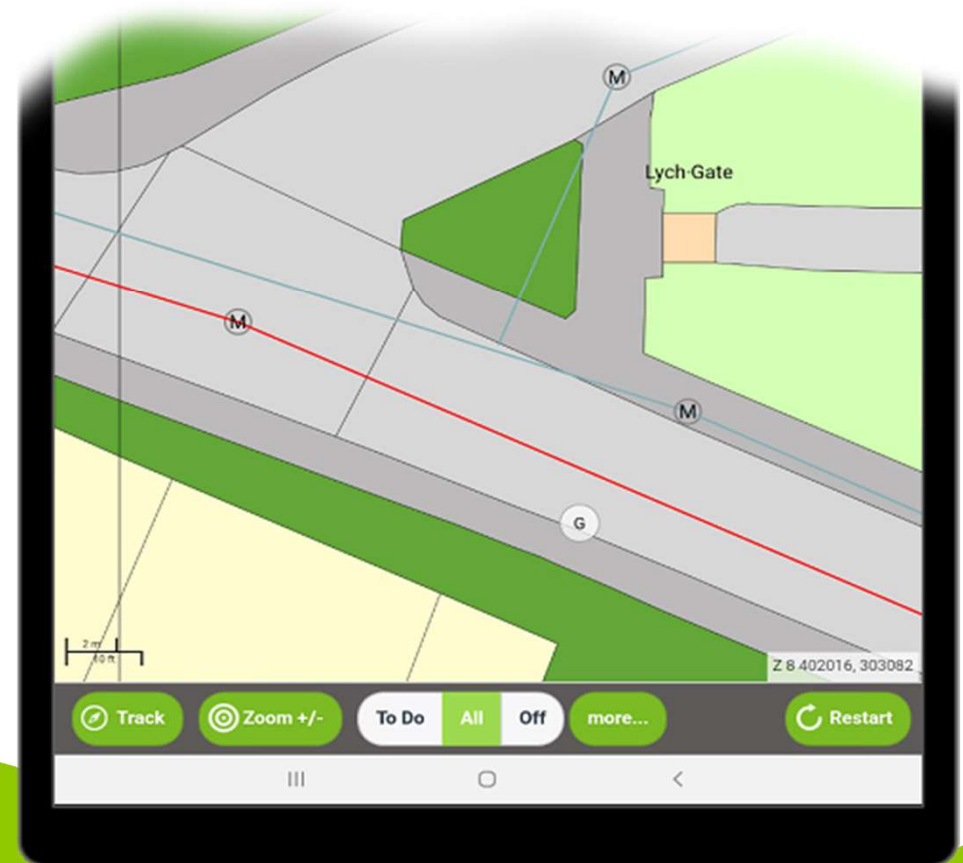 M
Lych-Gate
M
M
G
2 m
10 ft
Z 8 402016, 303082
Track
Zoom +/-
To Do
All
Off
more...
Restart